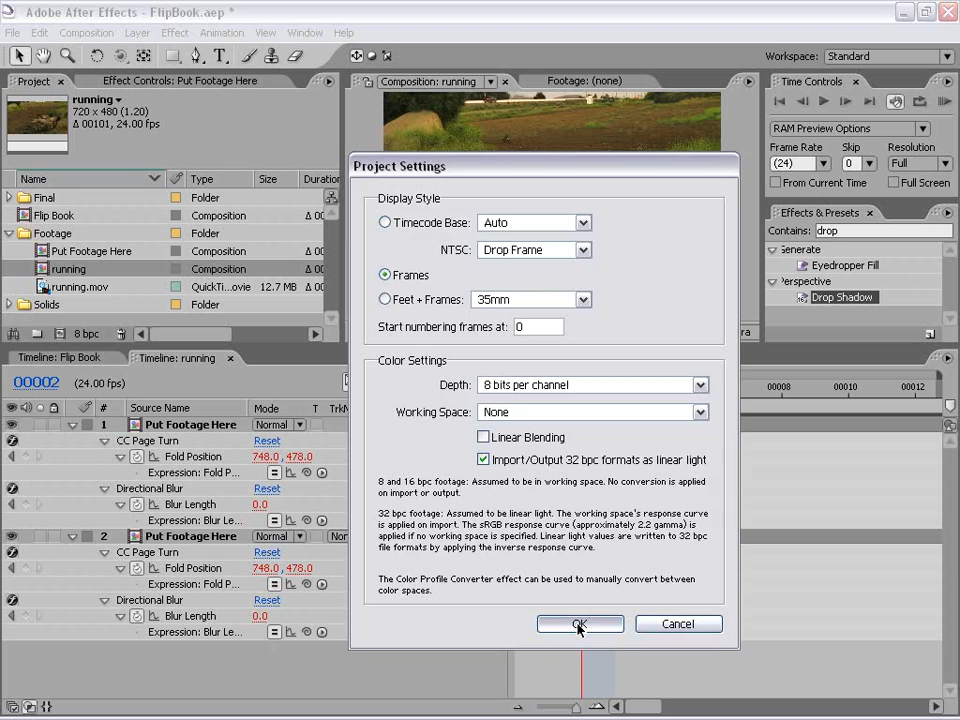 Adobe After Effects - FlipBook.aep *
File Edit Composition Layer Effect Animation View Window Help
Workspace: Standard
Project × Effect Controls: Put Footage Here
Composition: running × Footage: (none)
Time Controls ×
running
720 x 480 (1.20)
Δ 00101, 24.00 fps
RAM Preview Options
Frame Rate Skip Resolution
(24) 0 Full
From Current Time Full Screen
Name Type Size Duratio
Final Folder
Flip Book Composition Δ 00
Footage Folder
Put Footage Here Composition Δ 00
running Composition Δ 00
running.mov QuickTi...ovie 12.7 MB Δ 00
Solids Folder
8 bpc
Effects & Presets ×
Contains: drop
Generate
Eyedropper Fill
Perspective
Drop Shadow
Project Settings
Display Style
Timecode Base: Auto
NTSC: Drop Frame
Frames
Feet + Frames: 35mm
Start numbering frames at: 0
Color Settings
Depth: 8 bits per channel
Working Space: None
Linear Blending
Import/Output 32 bpc formats as linear light
8 and 16 bpc footage: Assumed to be in working space. No conversion is applied
on import or output.
32 bpc footage: Assumed to be linear light. The working space's response curve
is applied on import. The sRGB response curve (approximately 2.2 gamma) is
applied if no working space is specified. Linear light values are written to 32 bpc
file formats by applying the inverse response curve.
The Color Profile Converter effect can be used to manually convert between
color spaces.
OK Cancel
Timeline: Flip Book Timeline: running ×
00002 (24.00 fps)
00008 00010 00012
# Source Name Mode T TrkM
1 Put Footage Here Normal
CC Page Turn Reset
Fold Position 748.0, 478.0
Expression: Fold P...
Directional Blur Reset
Blur Length 0.0
Expression: Blur Le...
2 Put Footage Here Normal Non
CC Page Turn Reset
Fold Position 748.0, 478.0
Expression: Fold P...
Directional Blur Reset
Blur Length 0.0
Expression: Blur Le...